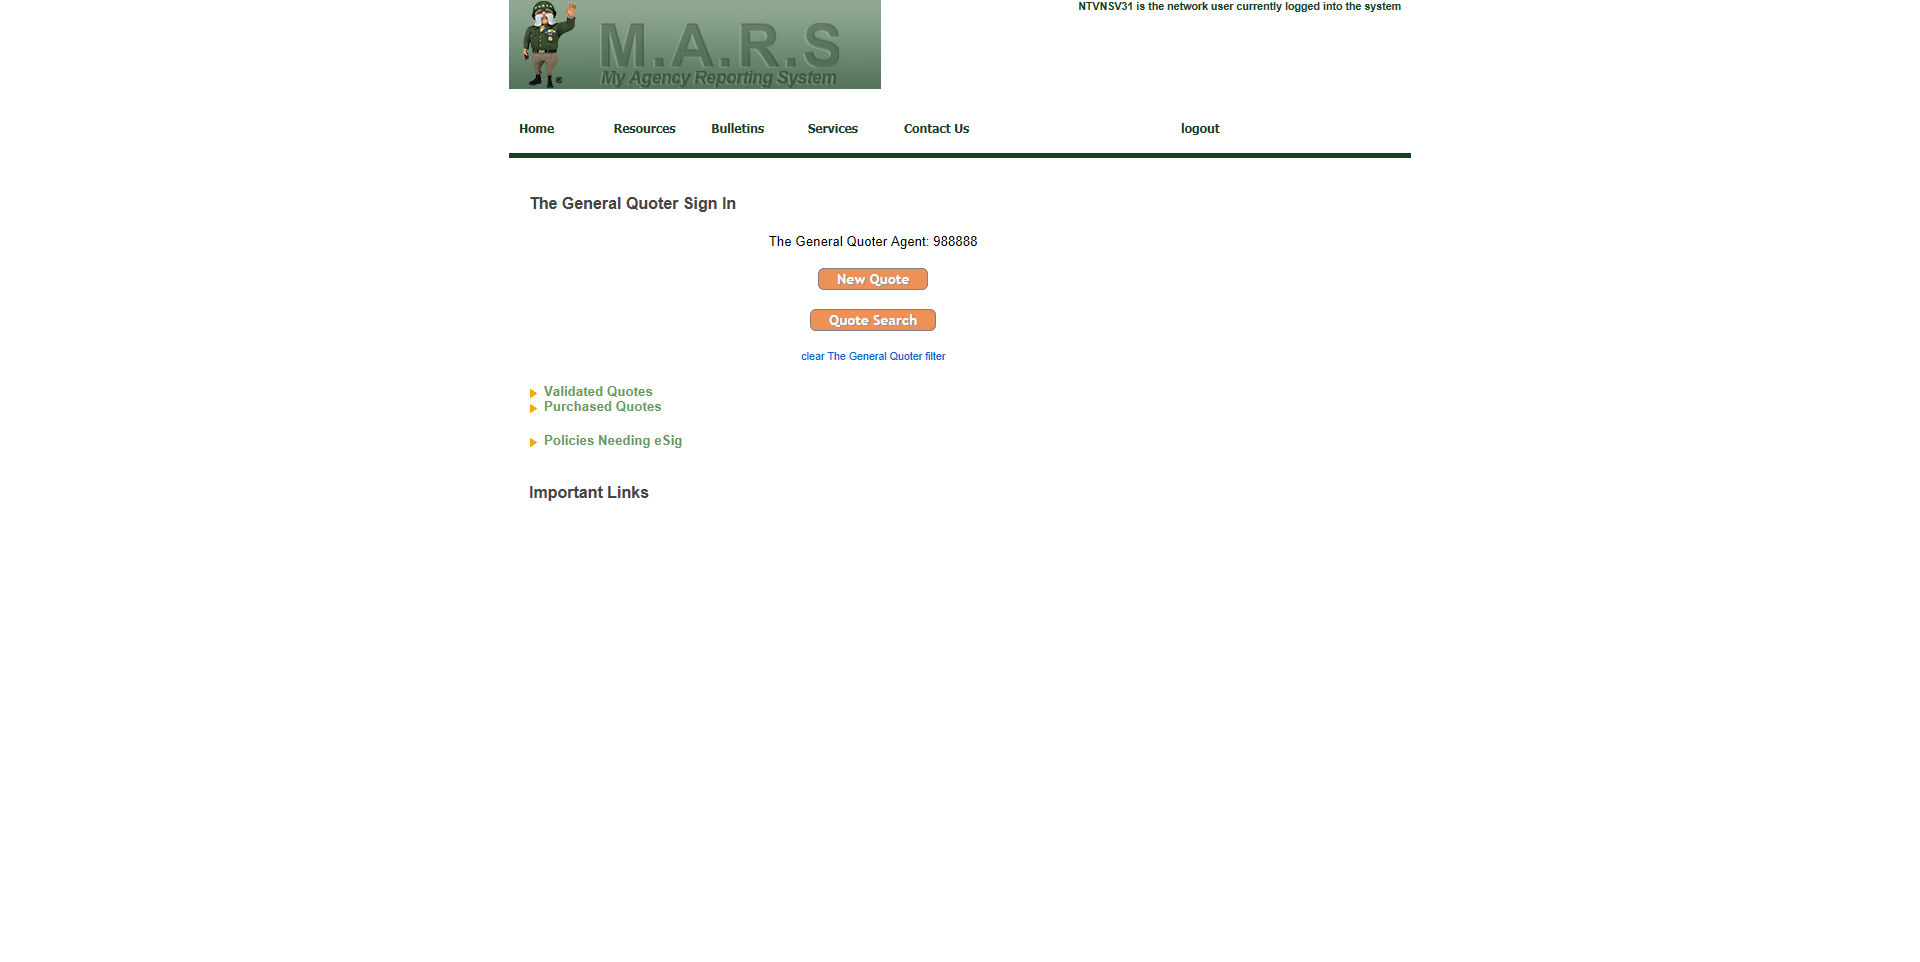 NTVNSV31 is the network user currently logged into the system
M.A.R.S
My Agency Reporting System
Home Resources Bulletins Services Contact Us logout
The General Quoter Sign In
The General Quoter Agent: 988888
New Quote
Quote Search
clear The General Quoter filter
Validated Quotes
Purchased Quotes
Policies Needing eSig
Important Links